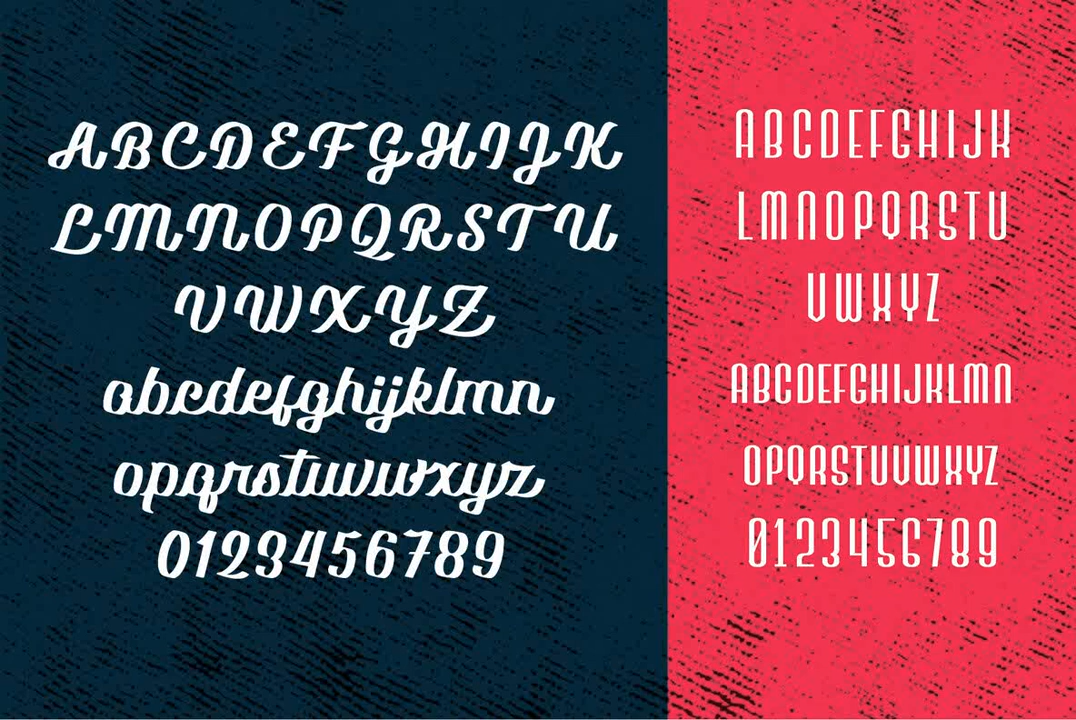 ABCDEFGHIJK
LMNOPQRSTU
VWXYZ
abcdefghijklmn
opqrstuvwxyz
0123456789
ABCDEFGHIJK
LMNOPQRSTU
VWXYZ
ABCDEFGHIJKLMN
OPQRSTUVWXYZ
0123456789